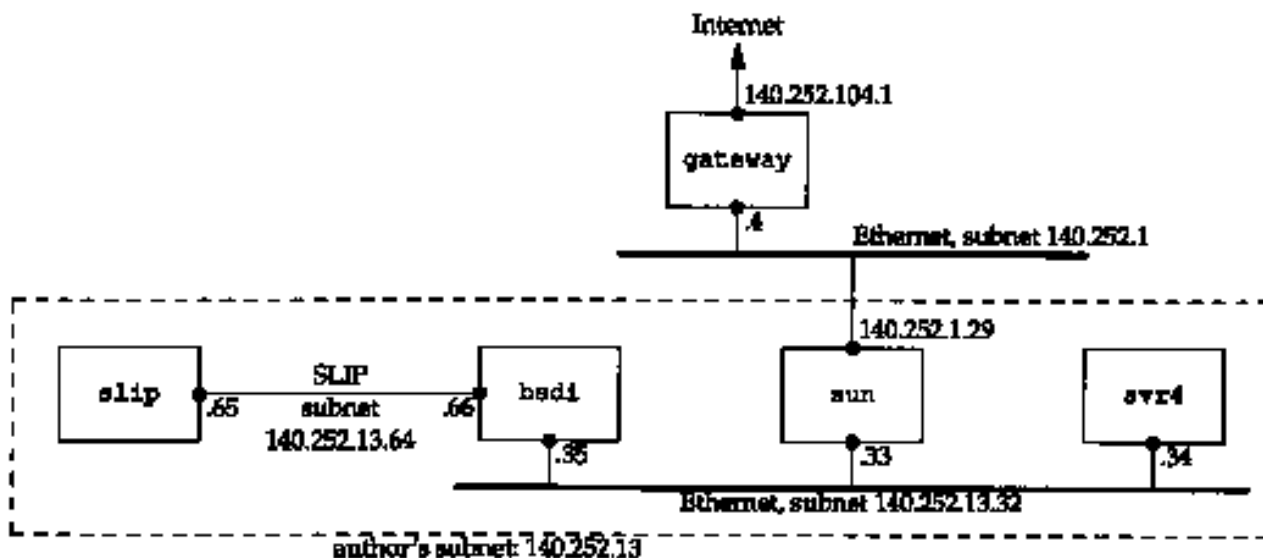 Internet
140.252.104.1
gateway
.4
Ethernet, subnet 140.252.1
140.252.1.29
slip
SLIP
bsdi
sun
svr4
.65
subnet
.66
140.252.13.64
.35
.33
.34
Ethernet, subnet 140.252.13.32
author's subnet: 140.252.13